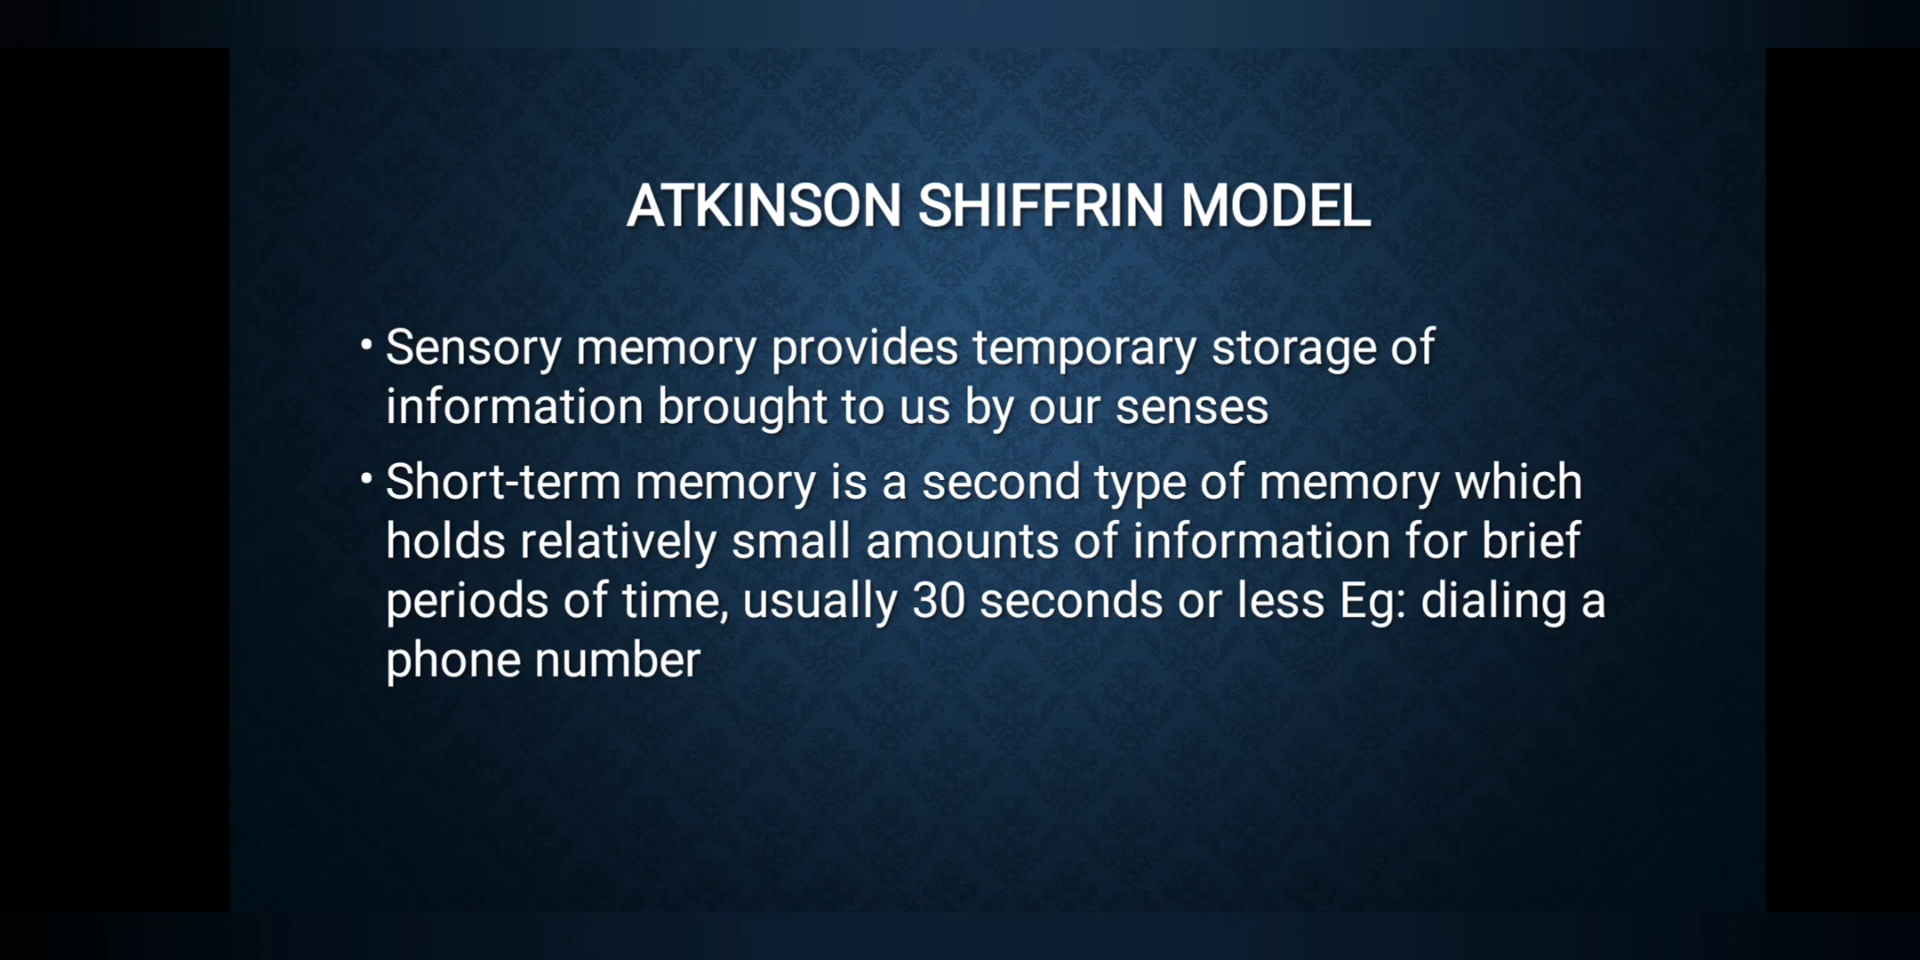 ATKINSON SHIFFRIN MODEL
• Sensory memory provides temporary storage of
information brought to us by our senses
• Short-term memory is a second type of memory which
holds relatively small amounts of information for brief
periods of time, usually 30 seconds or less Eg: dialing a
phone number